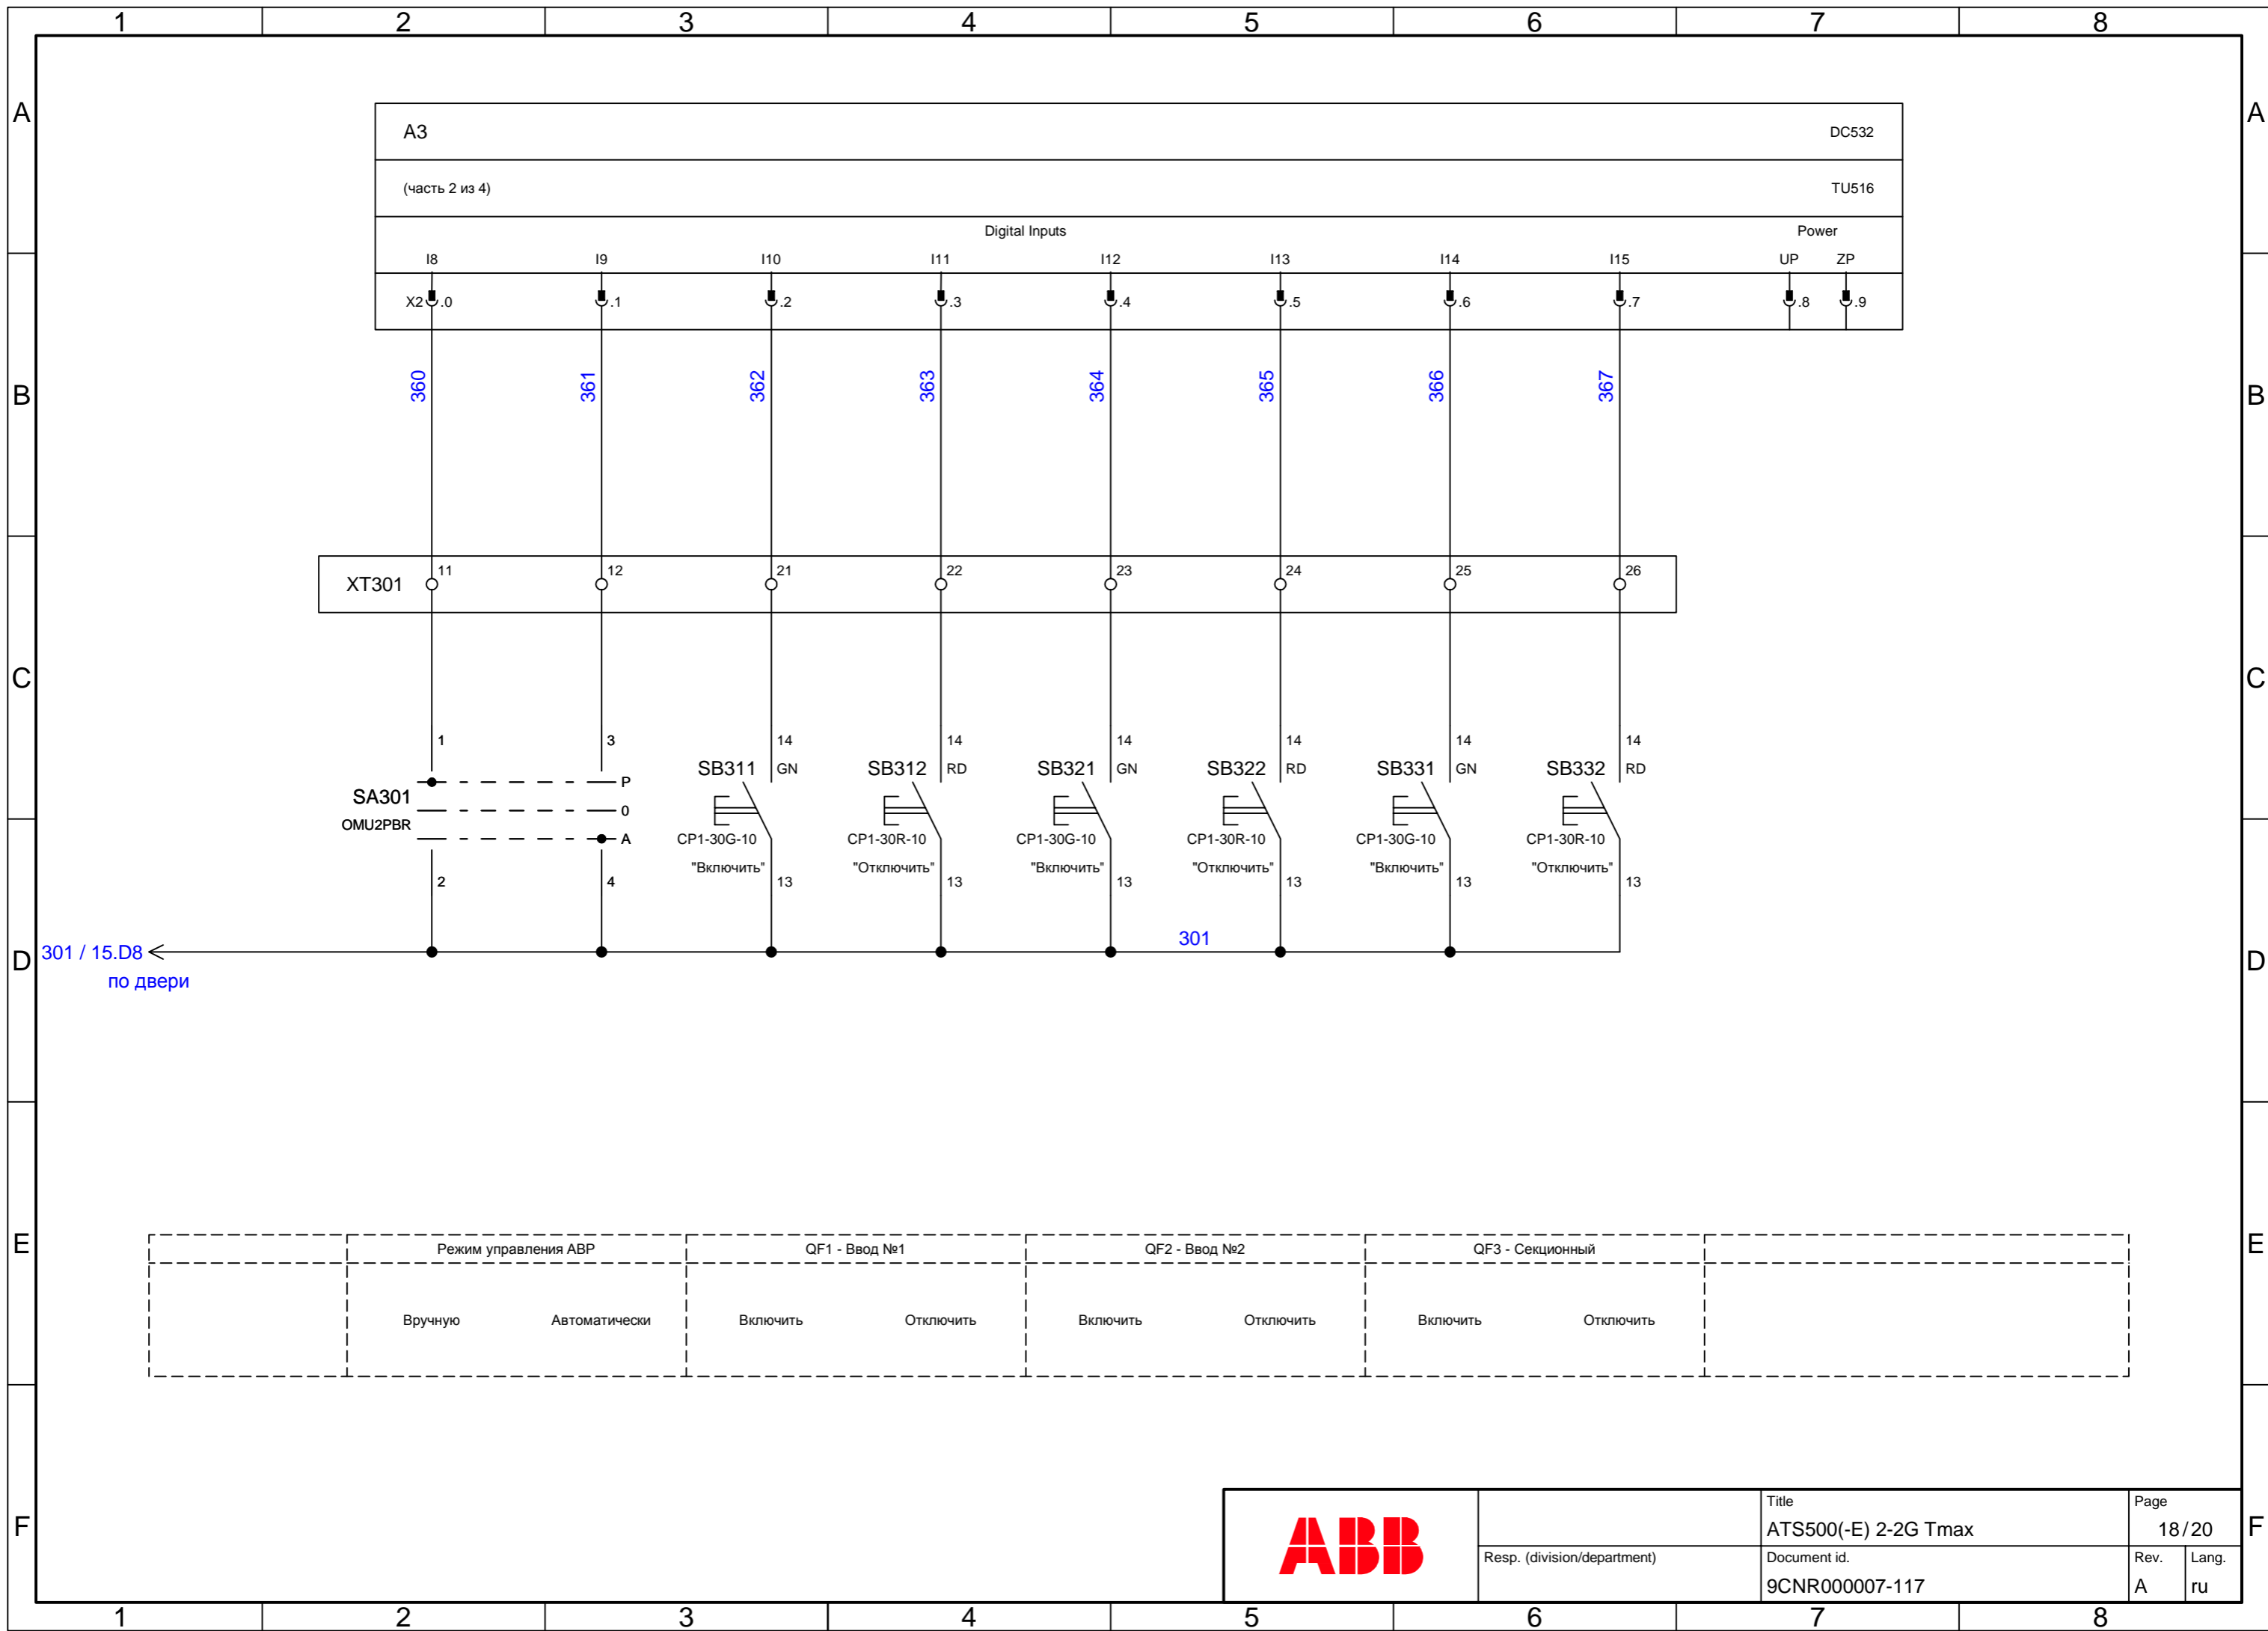 1 2 3 4 5 6 7 8
A A
A3 DC532
(часть 2 из 4) TU516
Digital Inputs Power
I8 I9 I10 I11 I12 I13 I14 I15 UP ZP
X2 .0 .1 .2 .3 .4 .5 .6 .7 .8 .9
B B
360 361 362 363 364 365 366 367
XT301 11 12 21 22 23 24 25 26
C C
1 3 14 14 14 14 14 14
SB311 GN SB312 RD SB321 GN SB322 RD SB331 GN SB332 RD
P
SA301
0
OMU2PBR
A CP1-30G-10 CP1-30R-10 CP1-30G-10 CP1-30R-10 CP1-30G-10 CP1-30R-10
"Включить" "Отключить" "Включить" "Отключить" "Включить" "Отключить"
2 4 13 13 13 13 13 13
301
D 301 / 15.D8 D
по двери
E E
Режим управления АВР QF1 - Ввод №1 QF2 - Ввод №2 QF3 - Секционный
Вручную Автоматически Включить Отключить Включить Отключить Включить Отключить
F F
ABB
Title Page
ATS500(-E) 2-2G Tmax 18/20
Resp. (division/department) Document id. Rev. Lang.
9CNR000007-117 A ru
1 2 3 4 5 6 7 8